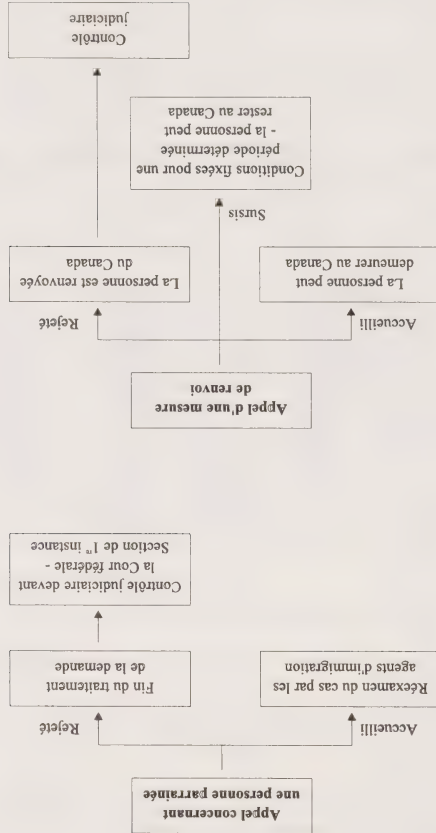 Appel concernant
une personne parrainée
Accueilli
Rejeté
Réexamen du cas par les
agents d'immigration
Fin du traitement
de la demande
Contrôle judiciaire devant
la Cour fédérale -
Section de 1re instance
Appel d'une mesure
de renvoi
Accueilli
Rejeté
La personne peut
demeurer au Canada
La personne est renvoyée
du Canada
Sursis
Conditions fixées pour une
période déterminée
- la personne peut
rester au Canada
Contrôle
judiciaire